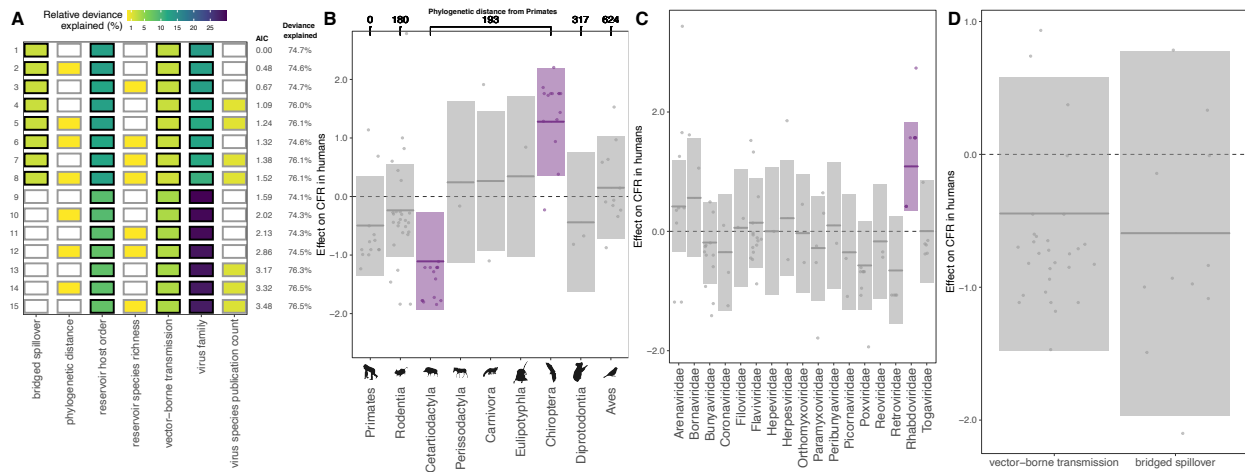 A
Relative deviance
explained (%)
1 5 10 15 20 25
AIC
Deviance
explained
1 0.00 74.7%
2 0.48 74.6%
3 0.67 74.7%
4 1.09 76.0%
5 1.24 76.1%
6 1.32 74.6%
7 1.38 76.1%
8 1.52 76.1%
9 1.59 74.1%
10 2.02 74.3%
11 2.13 74.3%
12 2.86 74.5%
13 3.17 76.3%
14 3.32 76.5%
15 3.48 76.5%
bridged spillover
phylogenetic distance
reservoir host order
reservoir species richness
vector-borne transmission
virus family
virus species publication count
B
Phylogenetic distance from Primates
0 180 193 317 624
Effect on CFR in humans
2.0
1.0
0.0
−1.0
−2.0
Primates
Rodentia
Cetartiodactyla
Perissodactyla
Carnivora
Eulipotyphla
Chiroptera
Diprotodontia
Aves
C
Effect on CFR in humans
2.0
0.0
−2.0
Arenaviridae
Bornaviridae
Bunyaviridae
Coronaviridae
Filoviridae
Flaviviridae
Hepeviridae
Herpesviridae
Orthomyxoviridae
Paramyxoviridae
Peribunyaviridae
Picornaviridae
Poxviridae
Reoviridae
Retroviridae
Rhabdoviridae
Togaviridae
D
Effect on CFR in humans
1.0
0.0
−1.0
−2.0
vector-borne transmission
bridged spillover